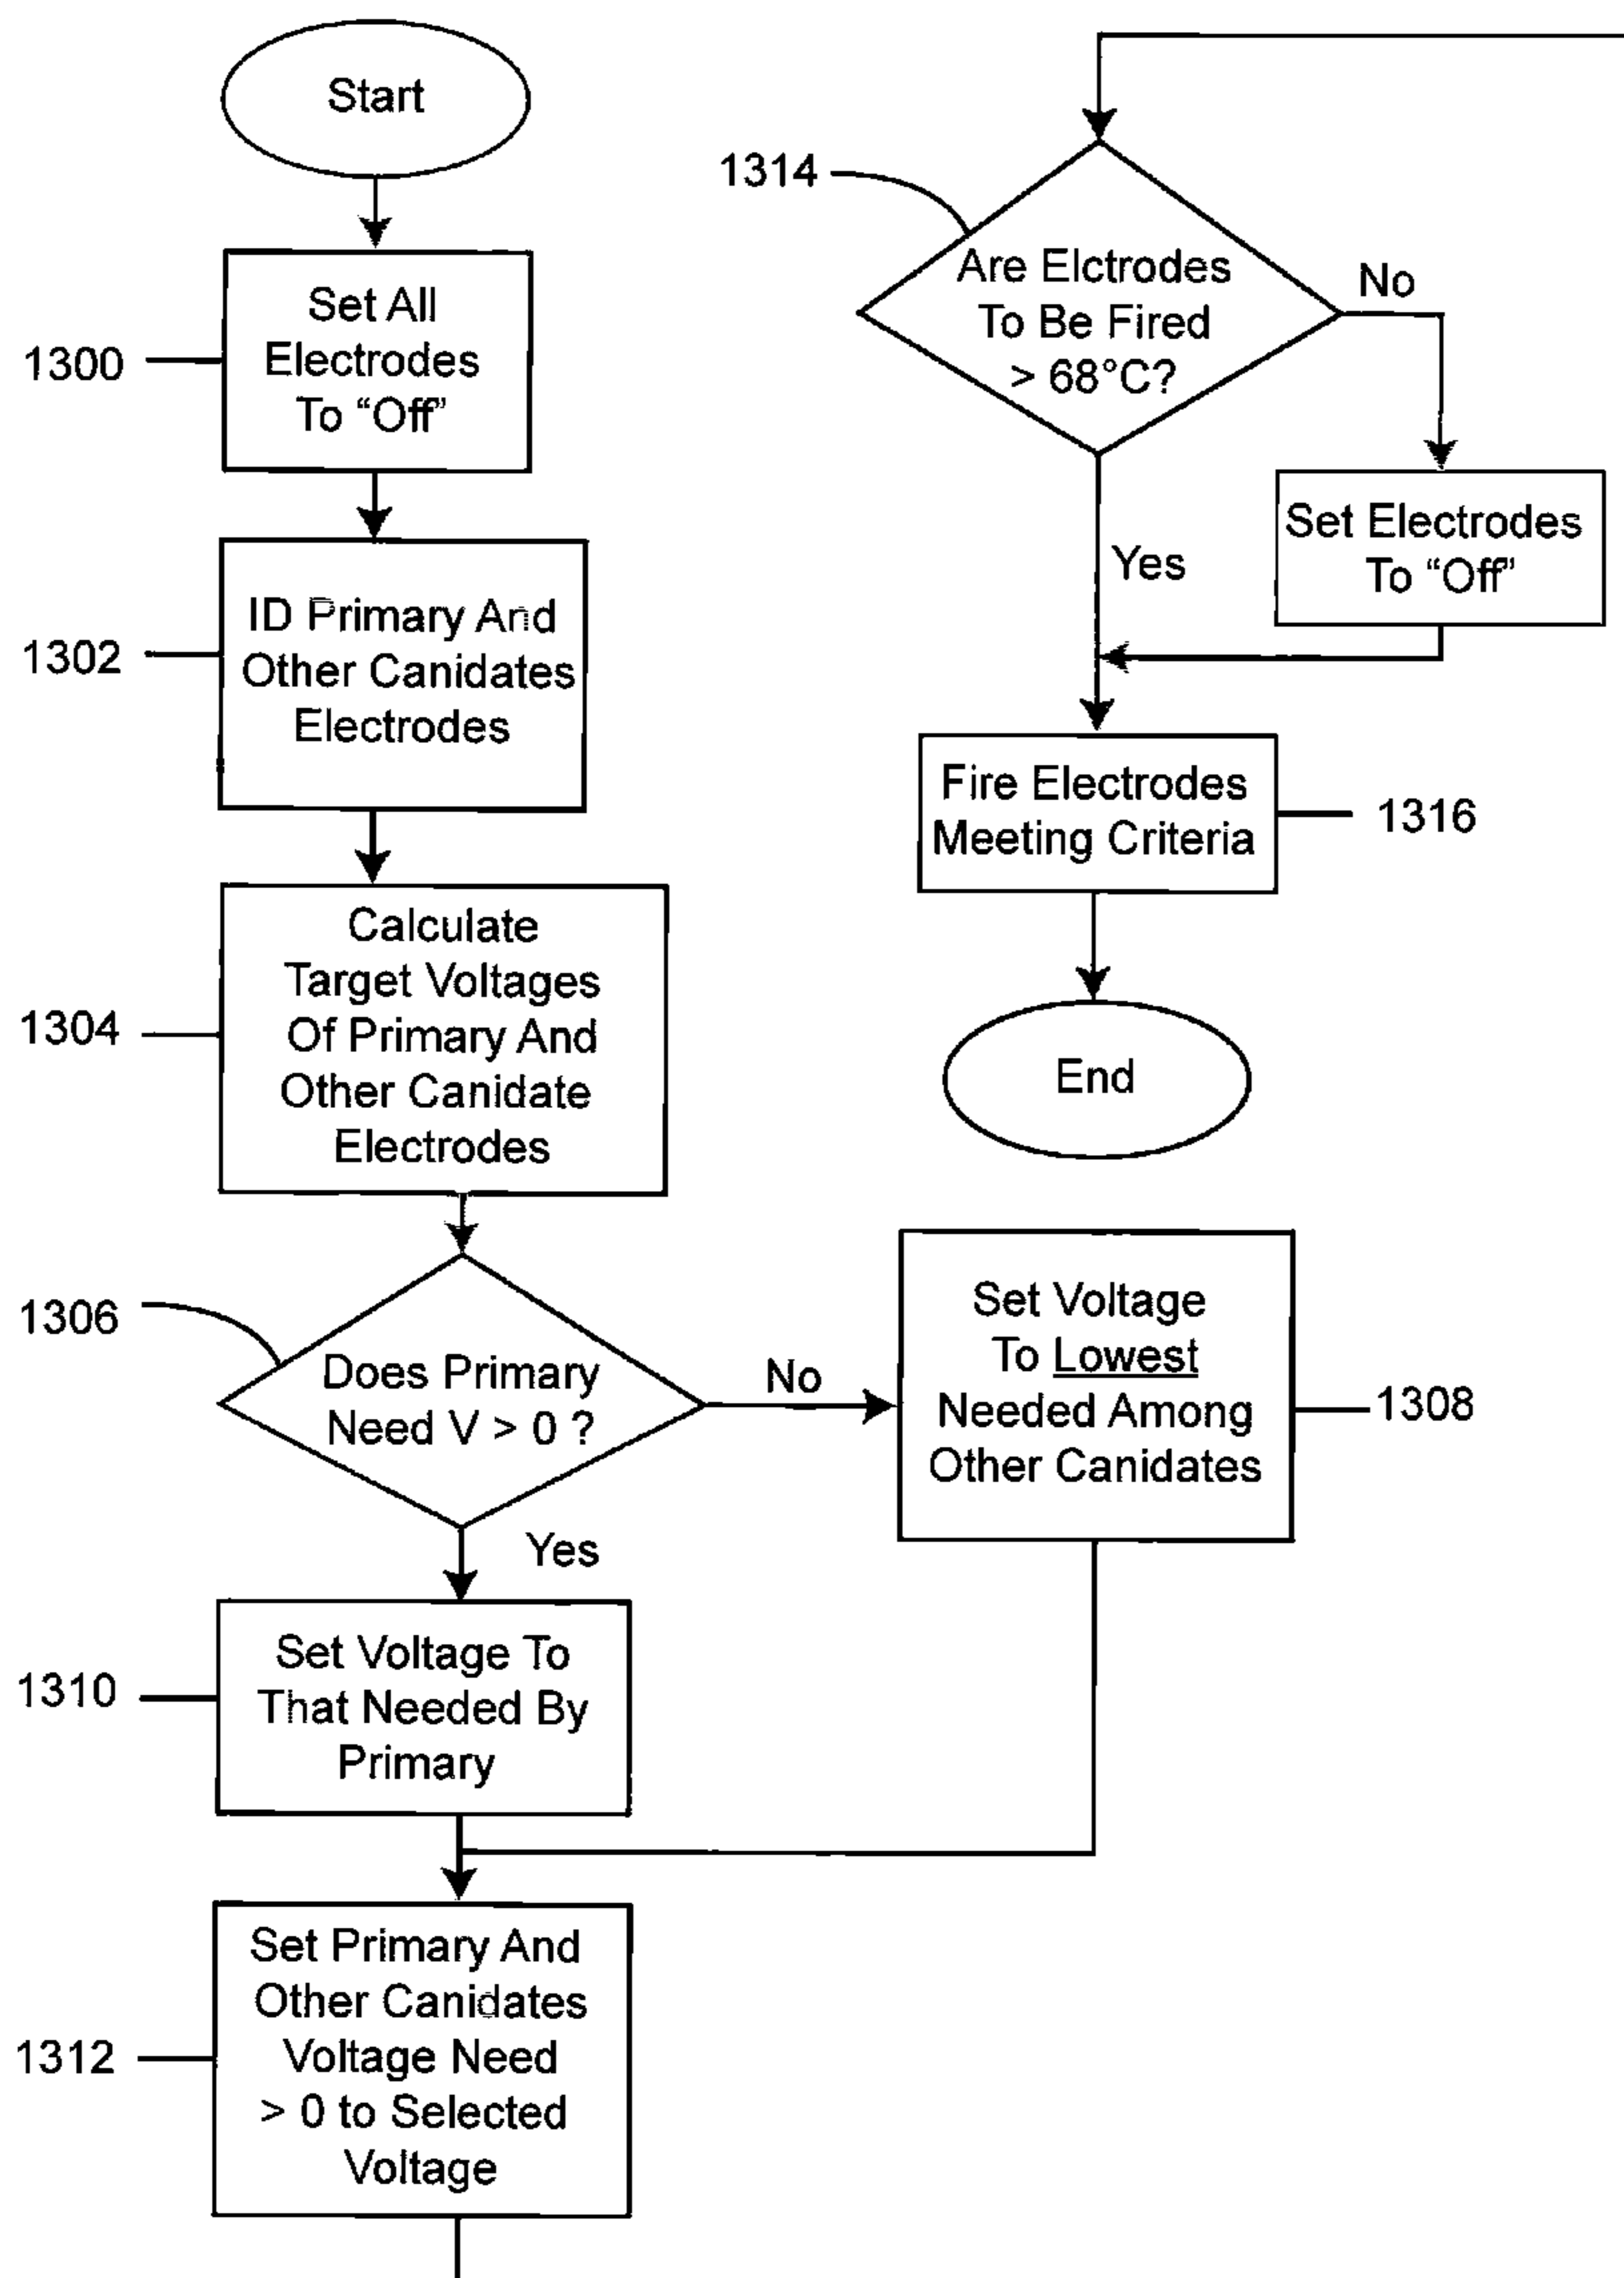 Start
1300
Set All
Electrodes
To “Off”
1302
ID Primary And
Other Canidates
Electrodes
1304
Calculate
Target Voltages
Of Primary And
Other Canidate
Electrodes
1306
Does Primary
Need V > 0 ?
No
Yes
Set Voltage
To Lowest
Needed Among
Other Canidates
1308
1310
Set Voltage To
That Needed By
Primary
1312
Set Primary And
Other Canidates
Voltage Need
> 0 to Selected
Voltage
1314
Are Elctrodes
To Be Fired
> 68°C?
No
Set Electrodes
To “Off”
Yes
Fire Electrodes
Meeting Criteria
1316
End